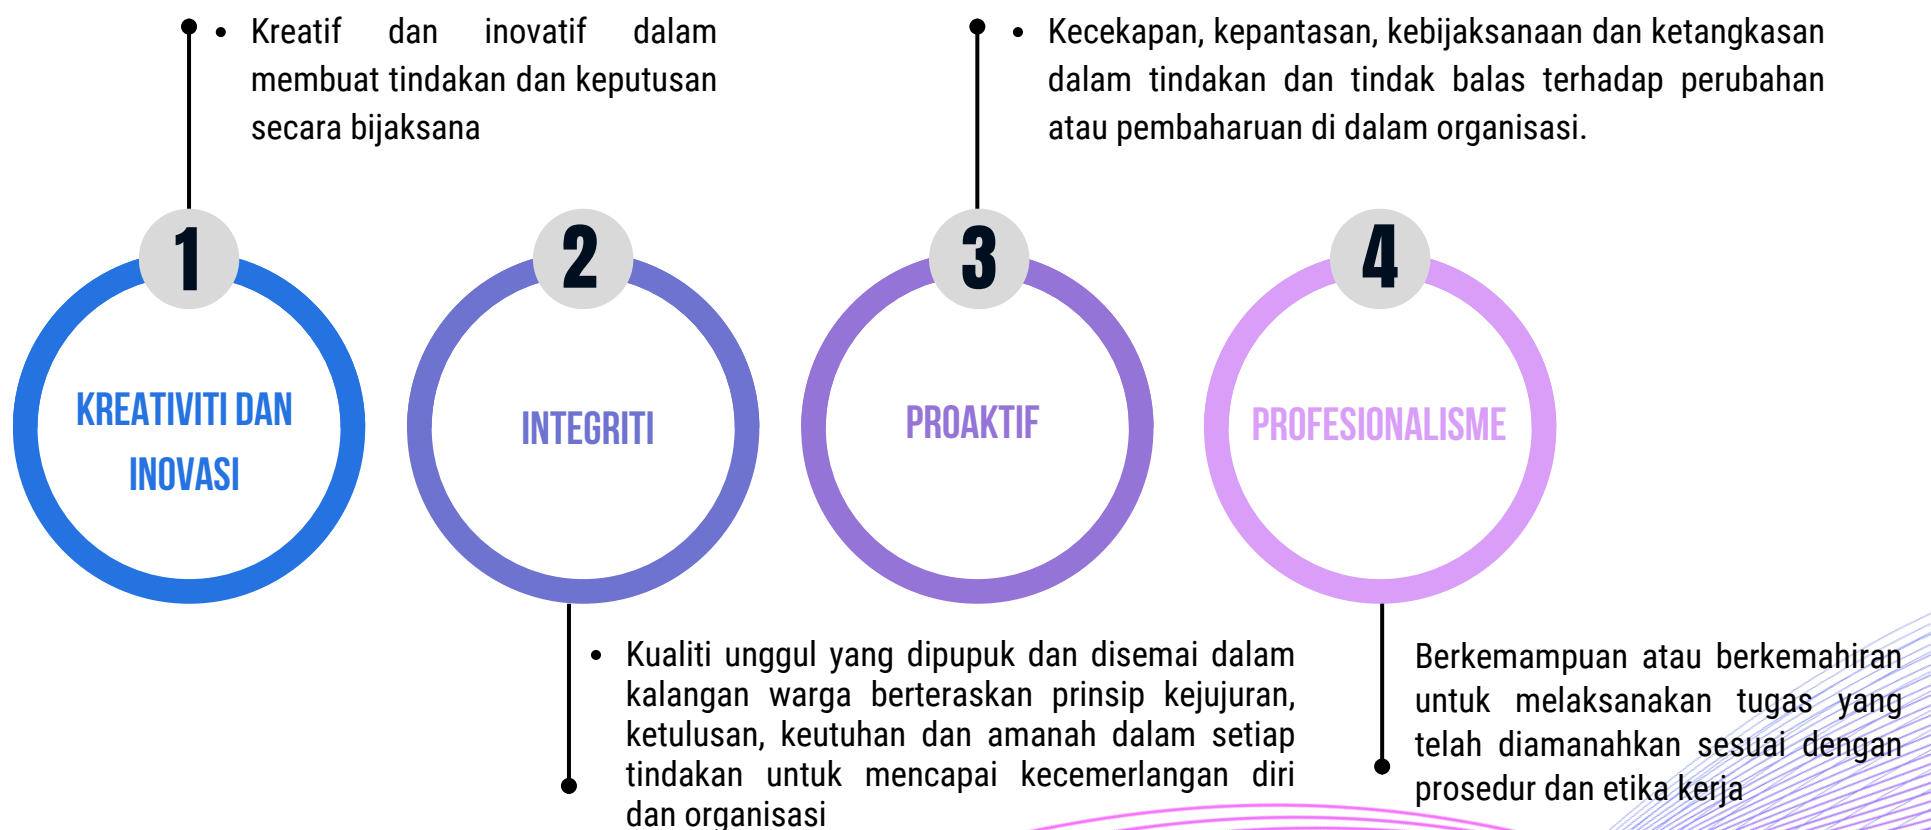 • Kreatif dan inovatif dalam
membuat tindakan dan keputusan
secara bijaksana
• Kecekapan, kepantasan, kebijaksanaan dan ketangkasan
dalam tindakan dan tindak balas terhadap perubahan
atau pembaharuan di dalam organisasi.
1
KREATIVITI DAN
INOVASI
2
INTEGRITI
3
PROAKTIF
4
PROFESIONALISME
• Kualiti unggul yang dipupuk dan disemai dalam
kalangan warga berteraskan prinsip kejujuran,
ketulusan, keutuhan dan amanah dalam setiap
tindakan untuk mencapai kecemerlangan diri
dan organisasi
Berkemampuan atau berkemahiran
untuk melaksanakan tugas yang
telah diamanahkan sesuai dengan
prosedur dan etika kerja